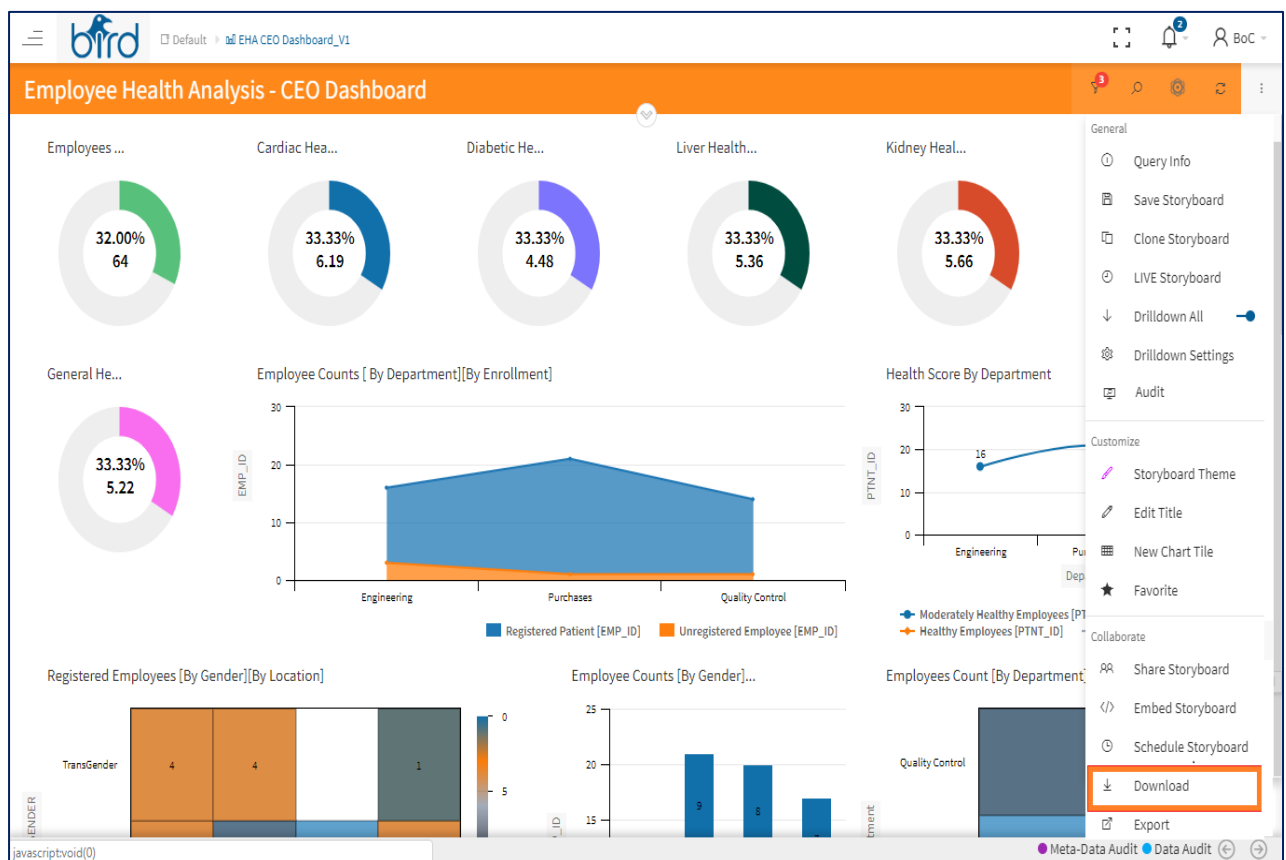 bird
Default
EHA CEO Dashboard_V1
2
BoC
Employee Health Analysis - CEO Dashboard
3
Employees ...
32.00%
64
Cardiac Hea...
33.33%
6.19
Diabetic He...
33.33%
4.48
Liver Health...
33.33%
5.36
Kidney Heal...
33.33%
5.66
General He...
33.33%
5.22
Employee Counts [ By Department][By Enrollment]
EMP_ID
30
20
10
0
Engineering
Purchases
Quality Control
Registered Patient [EMP_ID]
Unregistered Employee [EMP_ID]
Health Score By Department
PTNT_ID
30
20
10
0
16
Engineering
Pu
Dep
Moderately Healthy Employees [PT
Healthy Employees [PTNT_ID]
Registered Employees [By Gender][By Location]
ENDER
TransGender
4
4
1
0
5
Employee Counts [By Gender]...
_ID
25
20
15
9
8
Employees Count [By Department]
tment
Quality Control
General
Query Info
Save Storyboard
Clone Storyboard
LIVE Storyboard
Drilldown All
Drilldown Settings
Audit
Customize
Storyboard Theme
Edit Title
New Chart Tile
Favorite
Collaborate
Share Storyboard
Embed Storyboard
Schedule Storyboard
Download
Export
javascript:void(0)
Meta-Data Audit
Data Audit